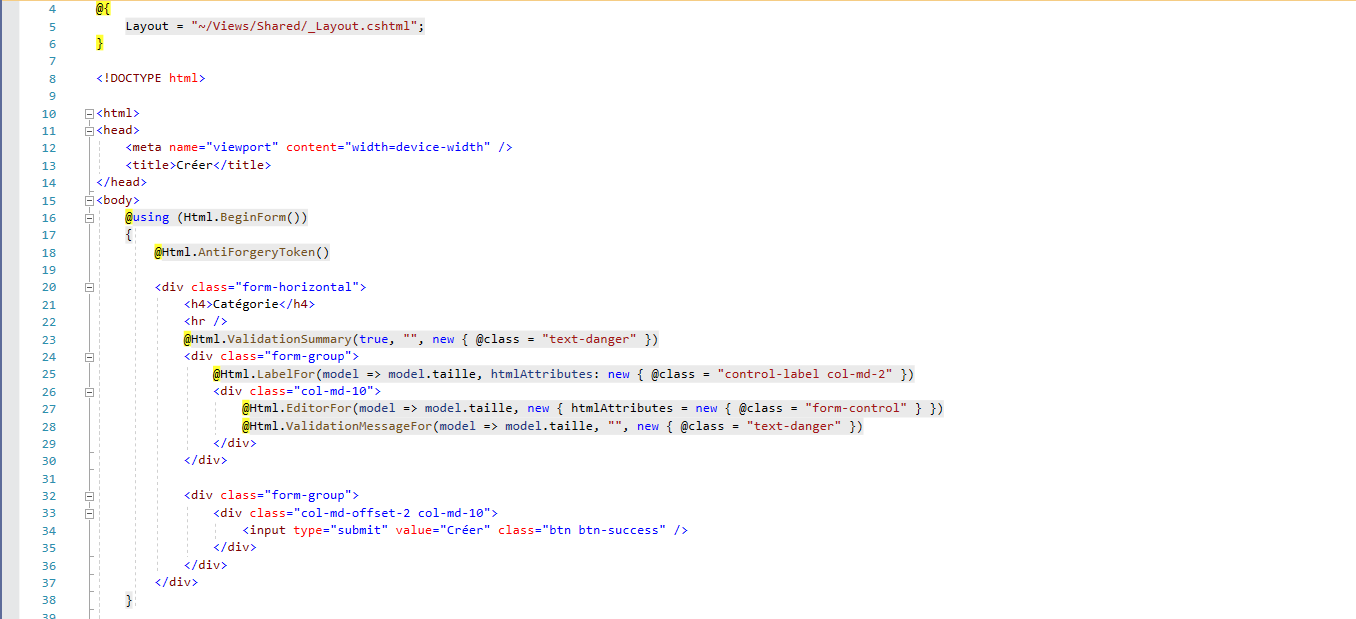 4 @{
5 Layout = "~/Views/Shared/_Layout.cshtml";
6 }
7
8 <!DOCTYPE html>
9
10 <html>
11 <head>
12 <meta name="viewport" content="width=device-width" />
13 <title>Créer</title>
14 </head>
15 <body>
16 @using (Html.BeginForm())
17 {
18 @Html.AntiForgeryToken()
19
20 <div class="form-horizontal">
21 <h4>Catégorie</h4>
22 <hr />
23 @Html.ValidationSummary(true, "", new { @class = "text-danger" })
24 <div class="form-group">
25 @Html.LabelFor(model => model.taille, htmlAttributes: new { @class = "control-label col-md-2" })
26 <div class="col-md-10">
27 @Html.EditorFor(model => model.taille, new { htmlAttributes = new { @class = "form-control" } })
28 @Html.ValidationMessageFor(model => model.taille, "", new { @class = "text-danger" })
29 </div>
30 </div>
31
32 <div class="form-group">
33 <div class="col-md-offset-2 col-md-10">
34 <input type="submit" value="Créer" class="btn btn-success" />
35 </div>
36 </div>
37 </div>
38 }
39